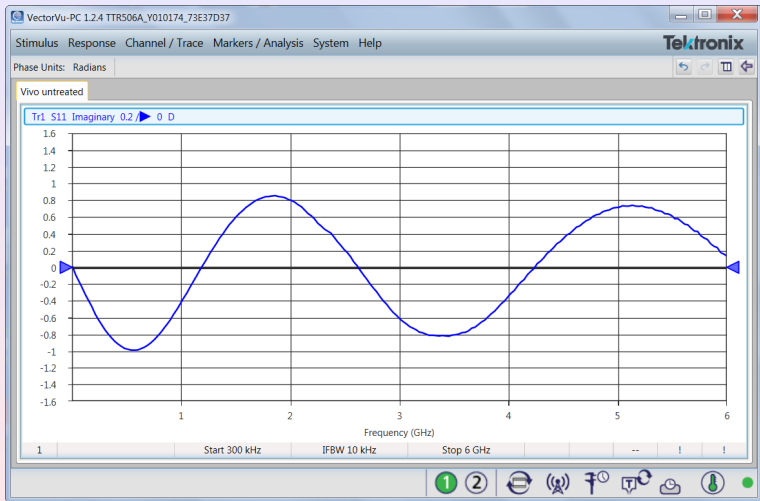 VectorVu-PC 1.2.4 TTR506A_Y010174_73E37D37
Stimulus Response Channel / Trace Markers / Analysis System Help
Tektronix
Phase Units: Radians
Vivo untreated
Tr1 S11 Imaginary 0.2 / 0 D
1.6
1.4
1.2
1
0.8
0.6
0.4
0.2
0
-0.2
-0.4
-0.6
-0.8
-1
-1.2
-1.4
-1.6
1 2 3 4 5 6
Frequency (GHz)
1 Start 300 kHz IFBW 10 kHz Stop 6 GHz -- ! !
1 2
T